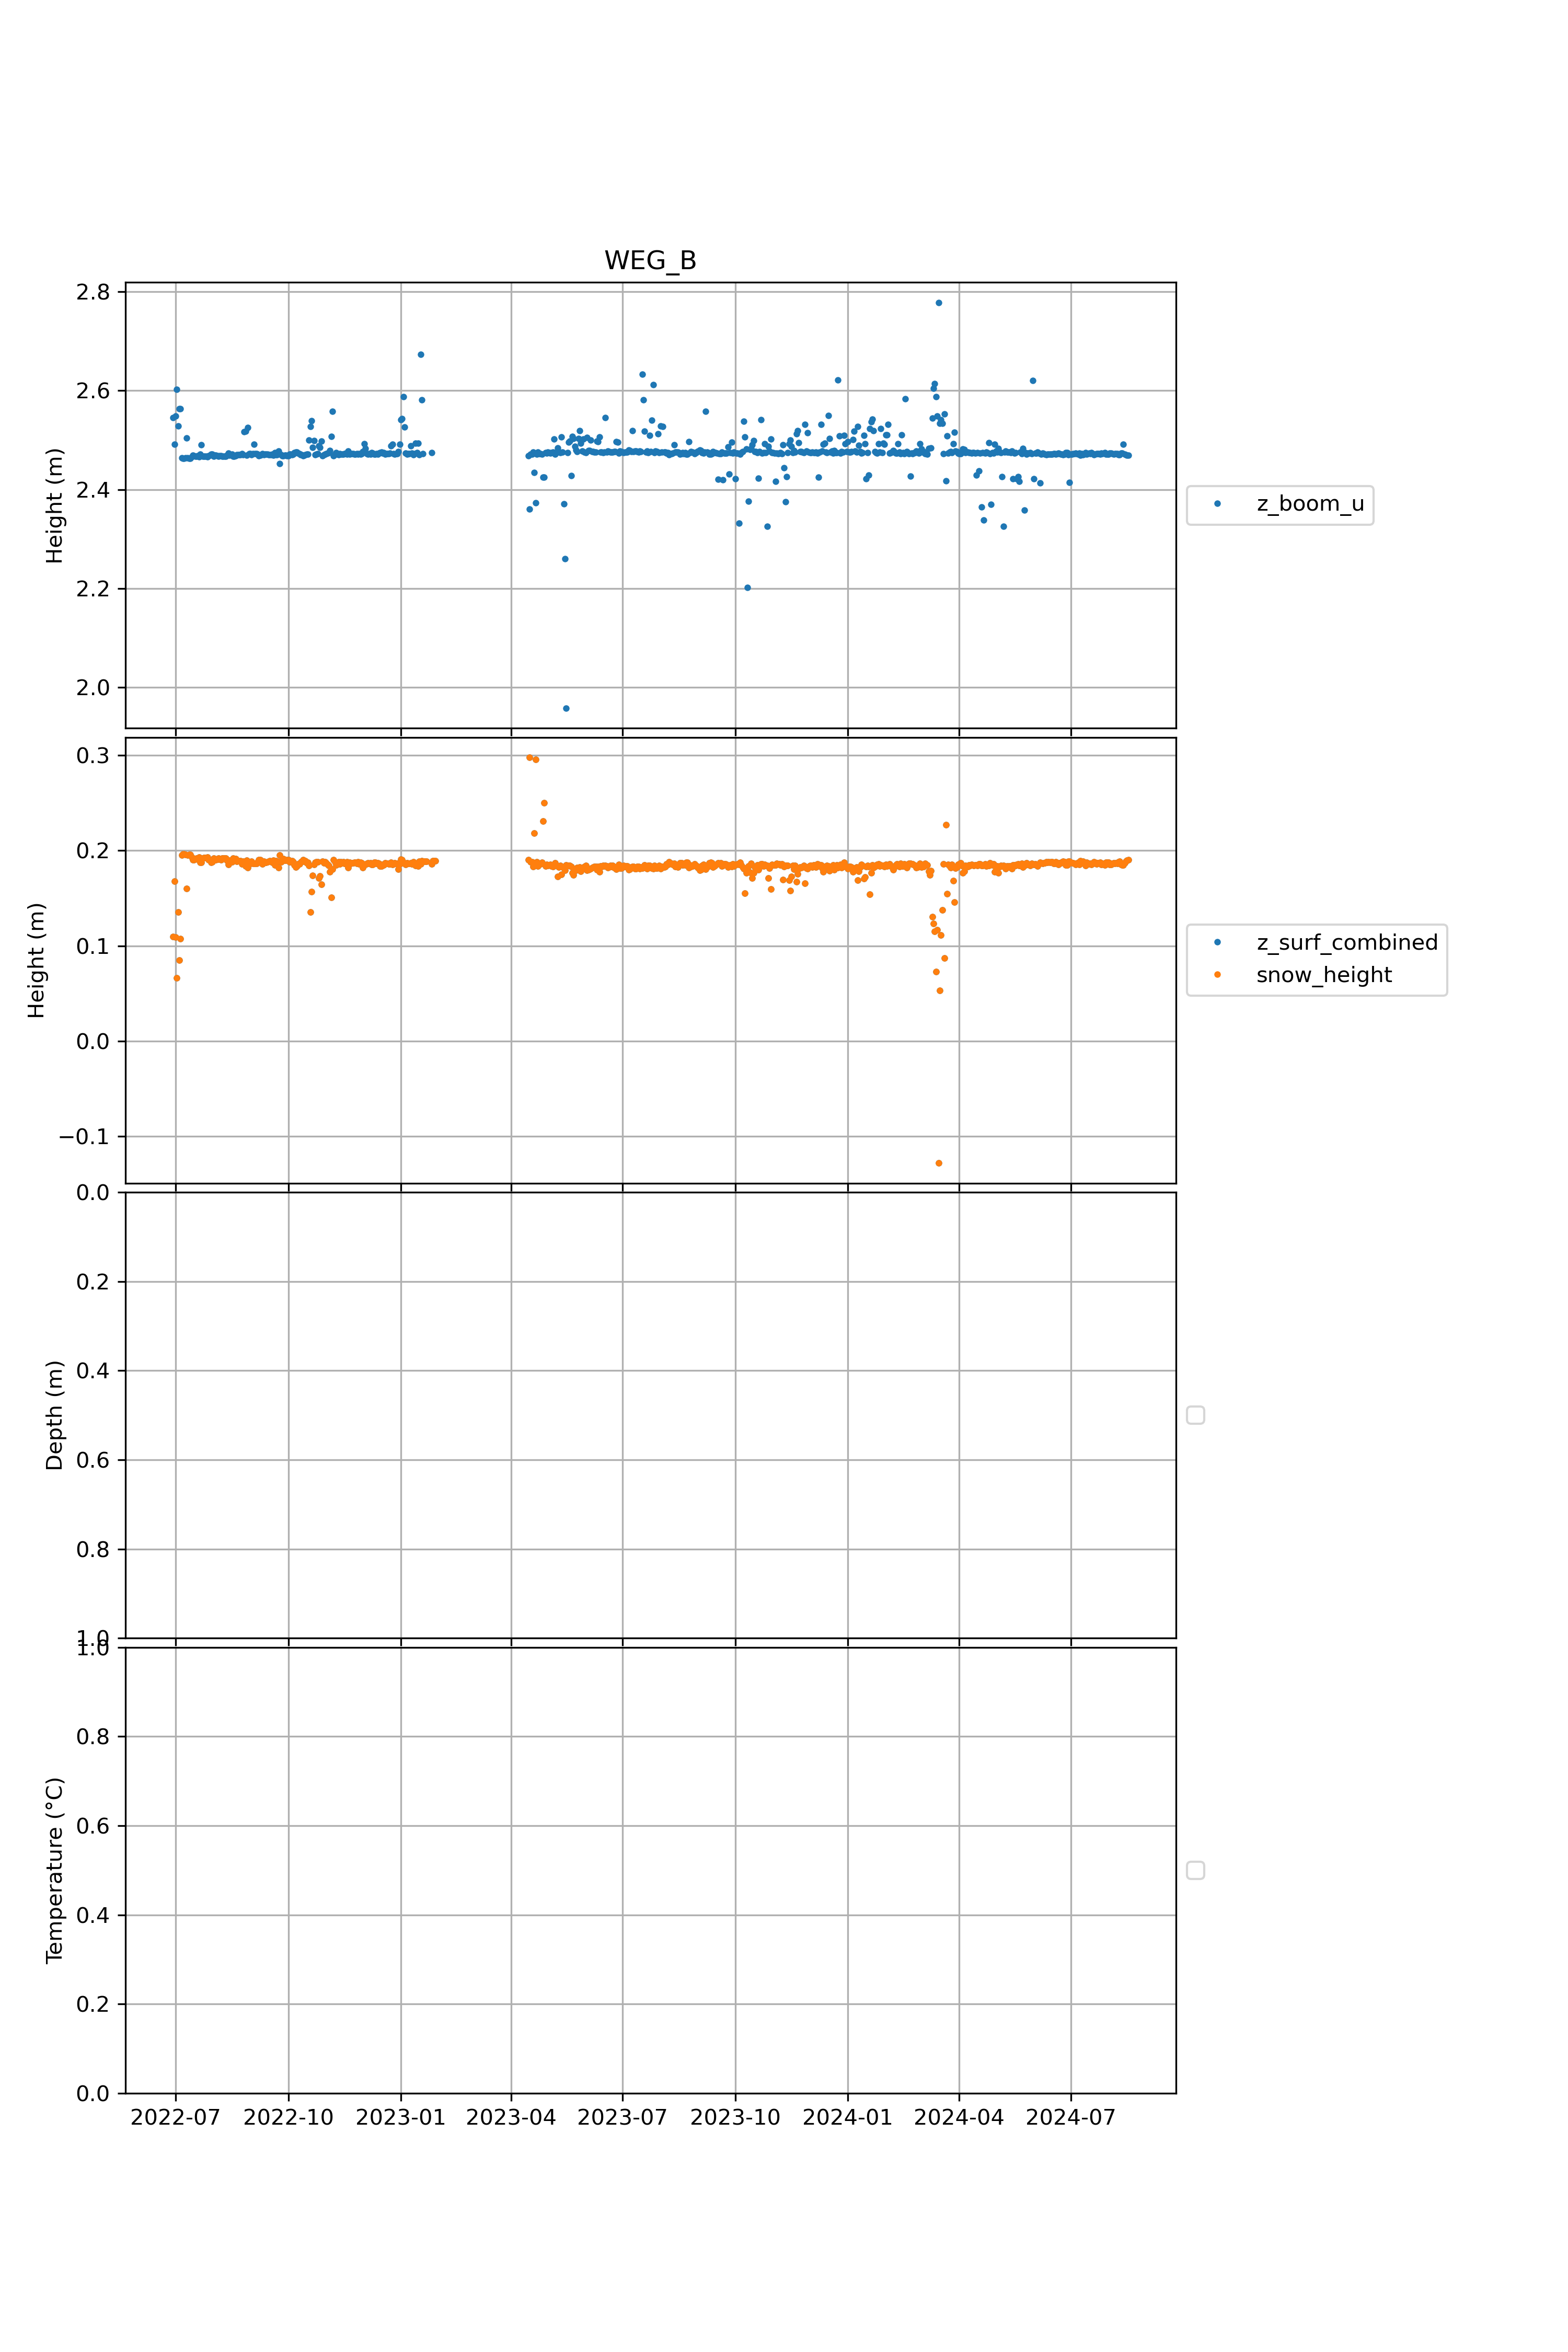 WEG_B
2.8
2.6
2.4
2.2
2.0
Height (m)
z_boom_u
0.3
0.2
0.1
0.0
−0.1
Height (m)
z_surf_combined
snow_height
0.0
0.2
0.4
0.6
0.8
1.0
Depth (m)
1.0
0.8
0.6
0.4
0.2
0.0
Temperature (°C)
2022-07 2022-10 2023-01 2023-04 2023-07 2023-10 2024-01 2024-04 2024-07